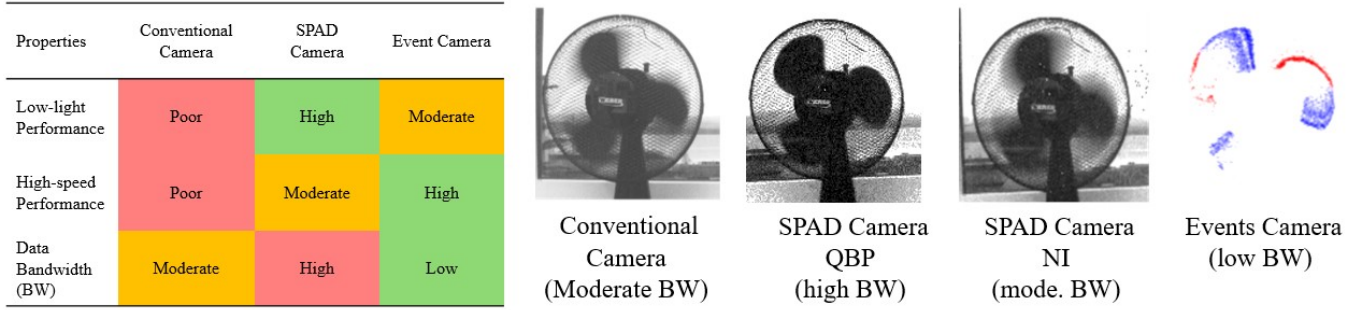 Properties
Conventional
Camera
SPAD
Camera
Event Camera
Low-light
Performance
Poor
High
Moderate
High-speed
Performance
Poor
Moderate
High
Data
Bandwidth
(BW)
Moderate
High
Low
Conventional
Camera
(Moderate BW)
SPAD Camera
QBP
(high BW)
SPAD Camera
NI
(mode. BW)
Events Camera
(low BW)